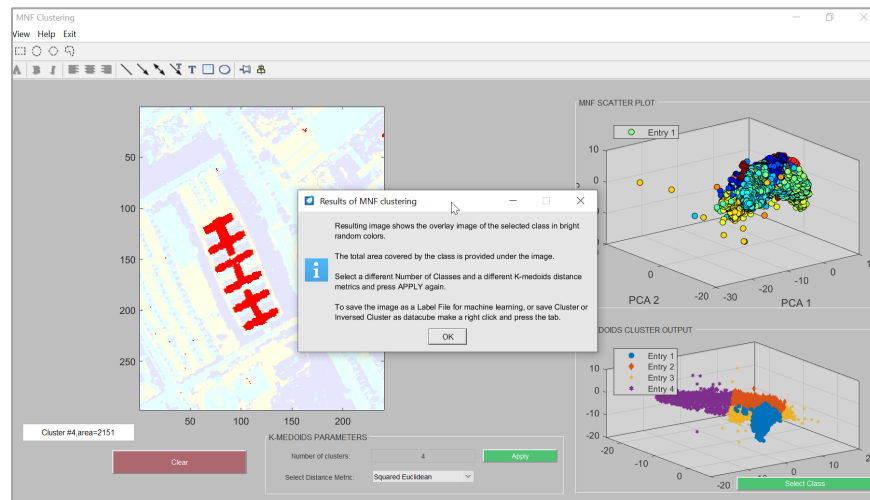 MNF Clustering
View Help Exit
A B I T T
MNF SCATTER PLOT
Entry 1
10
0
0
PCA 2
-20
-30
-20
-10
0
PCA 1
50
100
150
200
250
50
100
150
200
Results of MNF clustering
Resulting image shows the overlay image of the selected class in bright
random colors.
The total area covered by the class is provided under the image.
Select a different Number of Classes and a different K-medoids distance
metrics and press APPLY again.
To save the image as a Label File for machine learning, or save Cluster or
Inversed Cluster as datacube make a right click and press the tab.
OK
DOIDS CLUSTER OUTPUT
Entry 1
Entry 2
Entry 3
Entry 4
10
0
-10
-20
-20
-10
0
-20
-10
0
10
Select Class
Cluster #4,area=2151
Clear
K-MEDOIDS PARAMETERS
Number of clusters:
4
Apply
Select Distance Metric:
Squared Euclidean